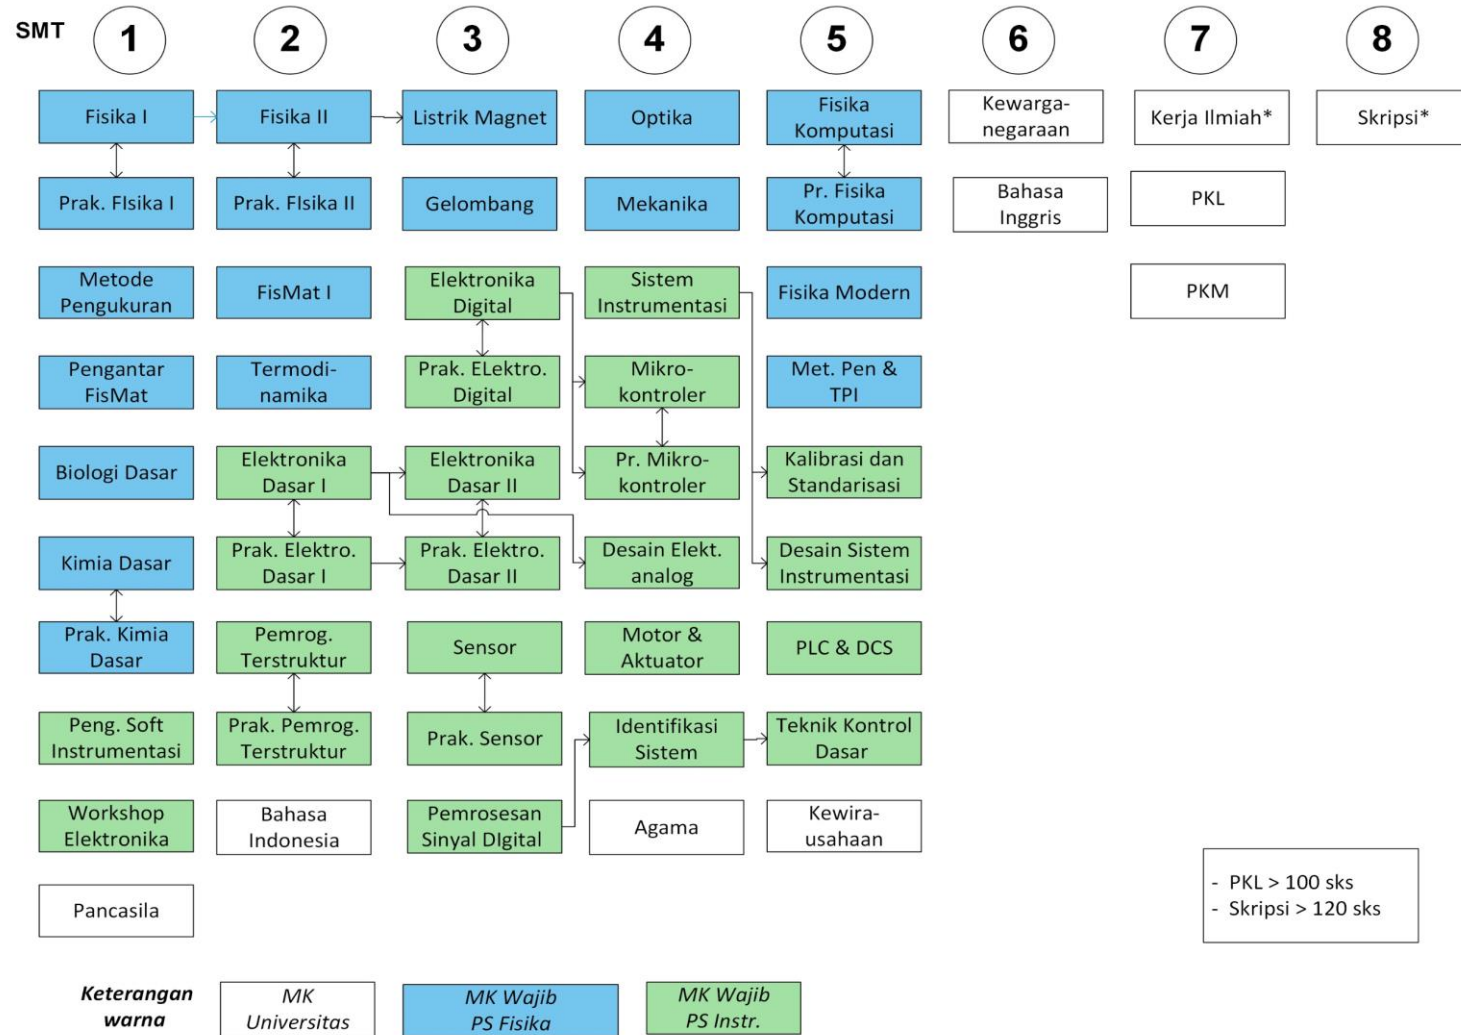 SMT 1 2 3 4 5 6 7 8
Fisika I
Fisika II
Listrik Magnet
Optika
Fisika
Komputasi
Kewarga-
negaraan
Kerja Ilmiah*
Skripsi*
Prak. FIsika I
Prak. FIsika II
Gelombang
Mekanika
Pr. Fisika
Komputasi
Bahasa
Inggris
PKL
Metode
Pengukuran
FisMat I
Elektronika
Digital
Sistem
Instrumentasi
Fisika Modern
PKM
Pengantar
FisMat
Termodi-
namika
Prak. ELektro.
Digital
Mikro-
kontroler
Met. Pen &
TPI
Biologi Dasar
Elektronika
Dasar I
Elektronika
Dasar II
Pr. Mikro-
kontroler
Kalibrasi dan
Standarisasi
Kimia Dasar
Prak. Elektro.
Dasar I
Prak. Elektro.
Dasar II
Desain Elekt.
analog
Desain Sistem
Instrumentasi
Prak. Kimia
Dasar
Pemrog.
Terstruktur
Sensor
Motor &
Aktuator
PLC & DCS
Peng. Soft
Instrumentasi
Prak. Pemrog.
Terstruktur
Prak. Sensor
Identifikasi
Sistem
Teknik Kontrol
Dasar
Workshop
Elektronika
Bahasa
Indonesia
Pemrosesan
Sinyal DIgital
Agama
Kewira-
usahaan
Pancasila
- PKL > 100 sks
- Skripsi > 120 sks
Keterangan
warna
MK
Universitas
MK Wajib
PS Fisika
MK Wajib
PS Instr.